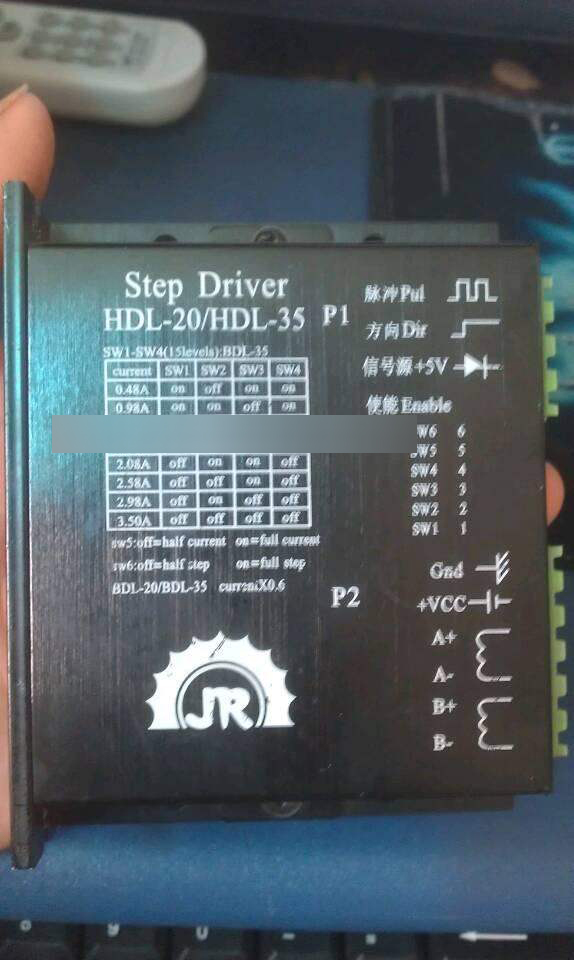 Step Driver
HDL-20/HDL-35
SW1-SW4(15levels):BDL-35
current SW1 SW2 SW3 SW4
0.48A on off on on
0.98A on on off on
2.08A off on on off
2.58A off off on off
2.98A off on off off
3.50A off off off off
sw5:off=half current on=full current
sw6:off=half step on=full step
BDL-20/BDL-35 currentX0.6
JR
P1
脉冲Pul
方向Dir
信号源+5V
使能Enable
SW6 6
SW5 5
SW4 4
SW3 3
SW2 2
SW1 1
P2
Gnd
+VCC
A+
A-
B+
B-